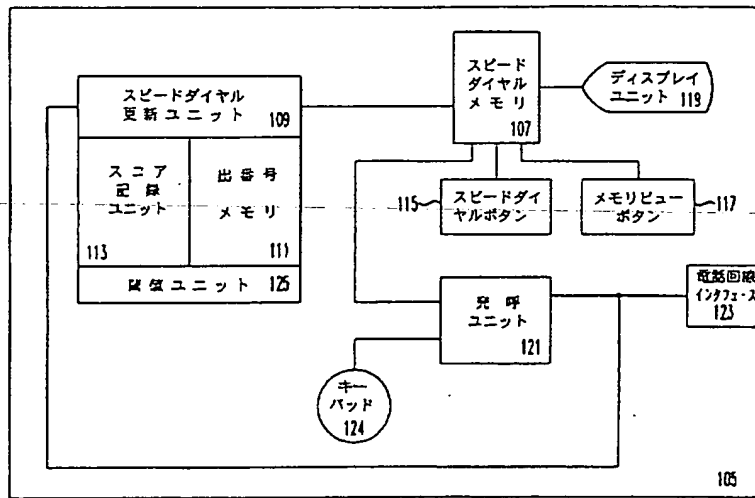 スピードダイヤル
更新ユニット 109
スコア
記録
ユニット
113
出番号
メモリ
111
ユニット 125
スピード
ダイヤル
メモリ
107
ディスプレイ
ユニット 119
115
スピードダイ
ヤルボタン
メモリビュー
ボタン
117
発呼
ユニット
121
電話回線
インタフェース
123
キー
パッド
124
105